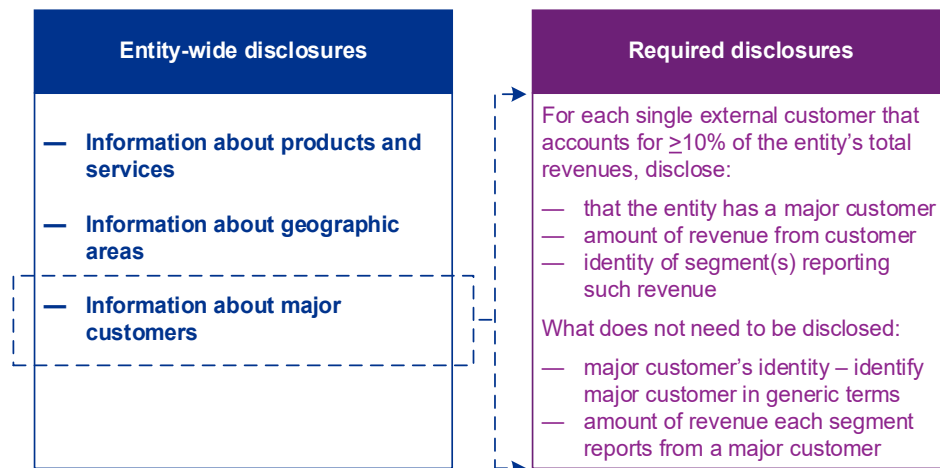 Entity-wide disclosures
— Information about products and
services
— Information about geographic
areas
— Information about major
customers
Required disclosures
For each single external customer that
accounts for ≥10% of the entity’s total
revenues, disclose:
— that the entity has a major customer
— amount of revenue from customer
— identity of segment(s) reporting
such revenue
What does not need to be disclosed:
— major customer’s identity – identify
major customer in generic terms
— amount of revenue each segment
reports from a major customer